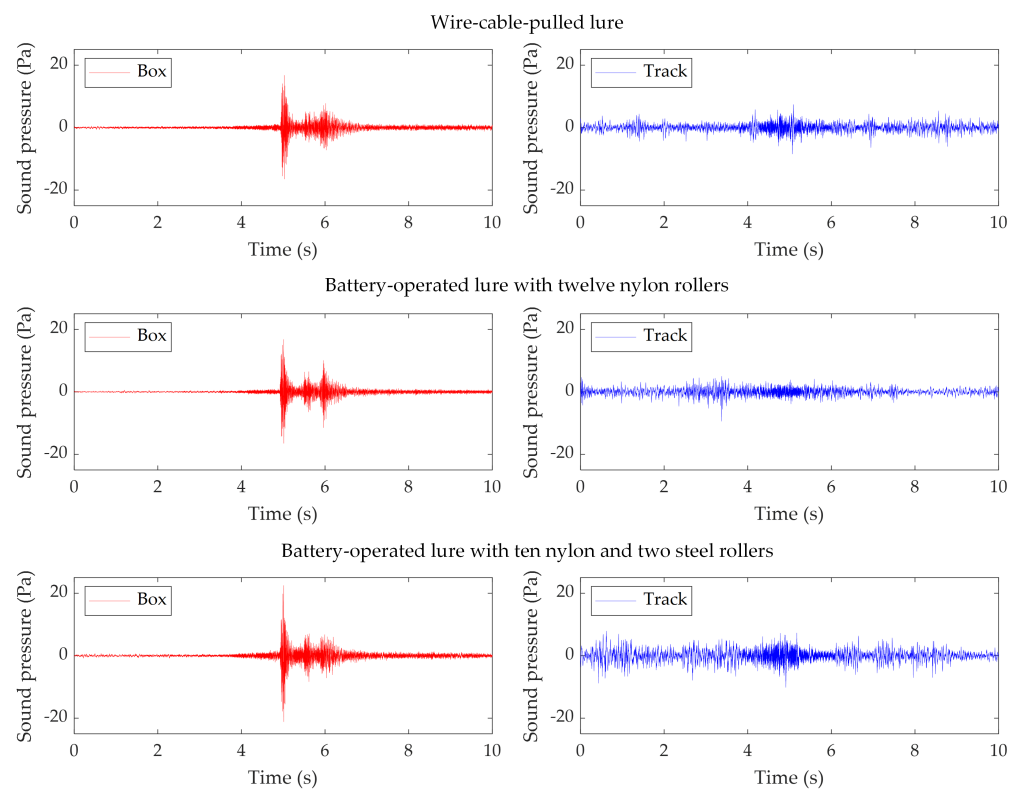 Wire-cable-pulled lure
Sound pressure (Pa)
20
0
-20
Box
0 2 4 6 8 10
Time (s)
Sound pressure (Pa)
20
0
-20
Track
0 2 4 6 8 10
Time (s)
Battery-operated lure with twelve nylon rollers
Sound pressure (Pa)
20
0
-20
Box
0 2 4 6 8 10
Time (s)
Sound pressure (Pa)
20
0
-20
Track
0 2 4 6 8 10
Time (s)
Battery-operated lure with ten nylon and two steel rollers
Sound pressure (Pa)
20
0
-20
Box
0 2 4 6 8 10
Time (s)
Sound pressure (Pa)
20
0
-20
Track
0 2 4 6 8 10
Time (s)